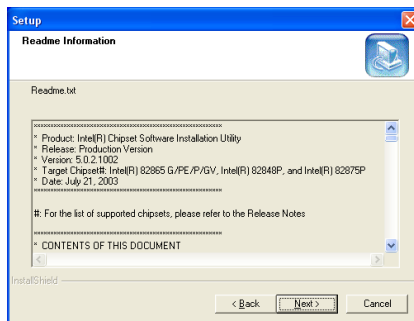 Setup
Readme Information
Readme.txt
************************************************************
* Product: Intel(R) Chipset Software Installation Utility
* Release: Production Version
* Version: 5.0.2.1002
* Target Chipset#: Intel(R) 82865 G/PE/P/GV, Intel(R) 82848P, and Intel(R) 82875P
* Date: July 21, 2003
************************************************************
#: For the list of supported chipsets, please refer to the Release Notes
************************************************************
* CONTENTS OF THIS DOCUMENT
InstallShield
< Back
Next >
Cancel